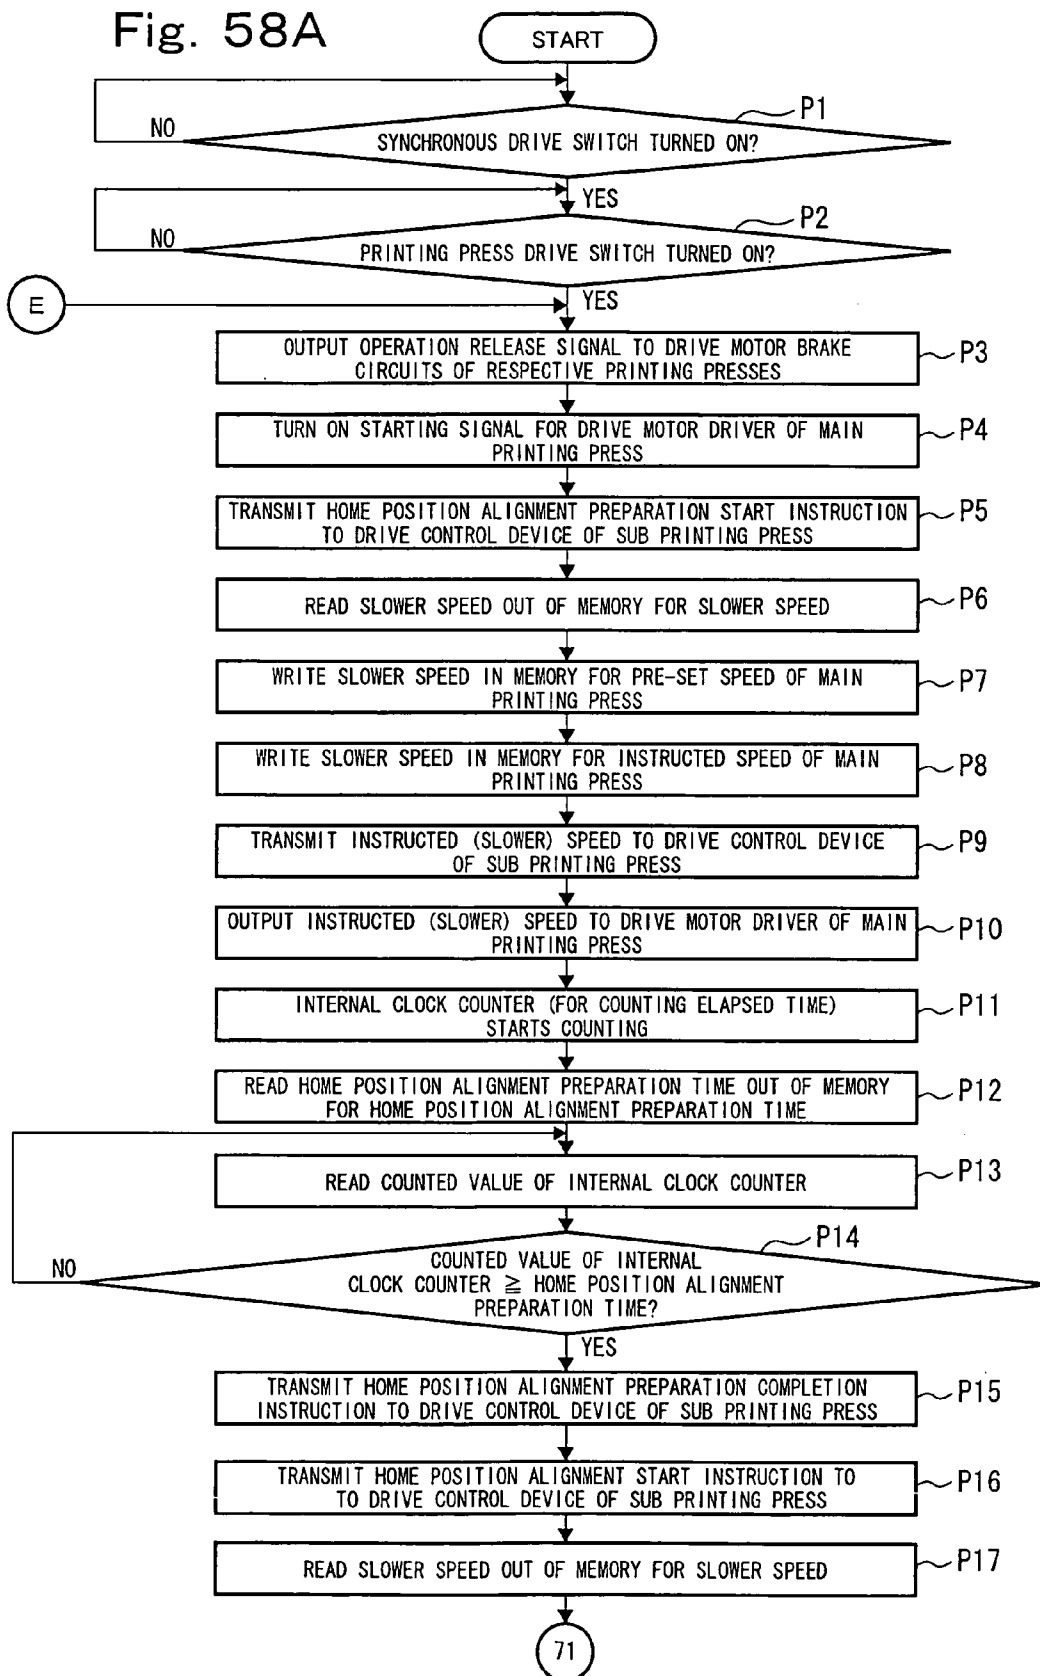 Fig. 58A
START
P1
NO
SYNCHRONOUS DRIVE SWITCH TURNED ON?
YES
P2
NO
PRINTING PRESS DRIVE SWITCH TURNED ON?
E
YES
OUTPUT OPERATION RELEASE SIGNAL TO DRIVE MOTOR BRAKE
CIRCUITS OF RESPECTIVE PRINTING PRESSES
P3
TURN ON STARTING SIGNAL FOR DRIVE MOTOR DRIVER OF MAIN
PRINTING PRESS
P4
TRANSMIT HOME POSITION ALIGNMENT PREPARATION START INSTRUCTION
TO DRIVE CONTROL DEVICE OF SUB PRINTING PRESS
P5
READ SLOWER SPEED OUT OF MEMORY FOR SLOWER SPEED
P6
WRITE SLOWER SPEED IN MEMORY FOR PRE-SET SPEED OF MAIN
PRINTING PRESS
P7
WRITE SLOWER SPEED IN MEMORY FOR INSTRUCTED SPEED OF MAIN
PRINTING PRESS
P8
TRANSMIT INSTRUCTED (SLOWER) SPEED TO DRIVE CONTROL DEVICE
OF SUB PRINTING PRESS
P9
OUTPUT INSTRUCTED (SLOWER) SPEED TO DRIVE MOTOR DRIVER OF MAIN
PRINTING PRESS
P10
INTERNAL CLOCK COUNTER (FOR COUNTING ELAPSED TIME)
STARTS COUNTING
P11
READ HOME POSITION ALIGNMENT PREPARATION TIME OUT OF MEMORY
FOR HOME POSITION ALIGNMENT PREPARATION TIME
P12
READ COUNTED VALUE OF INTERNAL CLOCK COUNTER
P13
P14
NO
COUNTED VALUE OF INTERNAL
CLOCK COUNTER ≧ HOME POSITION ALIGNMENT
PREPARATION TIME?
YES
TRANSMIT HOME POSITION ALIGNMENT PREPARATION COMPLETION
INSTRUCTION TO DRIVE CONTROL DEVICE OF SUB PRINTING PRESS
P15
TRANSMIT HOME POSITION ALIGNMENT START INSTRUCTION TO
TO DRIVE CONTROL DEVICE OF SUB PRINTING PRESS
P16
READ SLOWER SPEED OUT OF MEMORY FOR SLOWER SPEED
P17
71